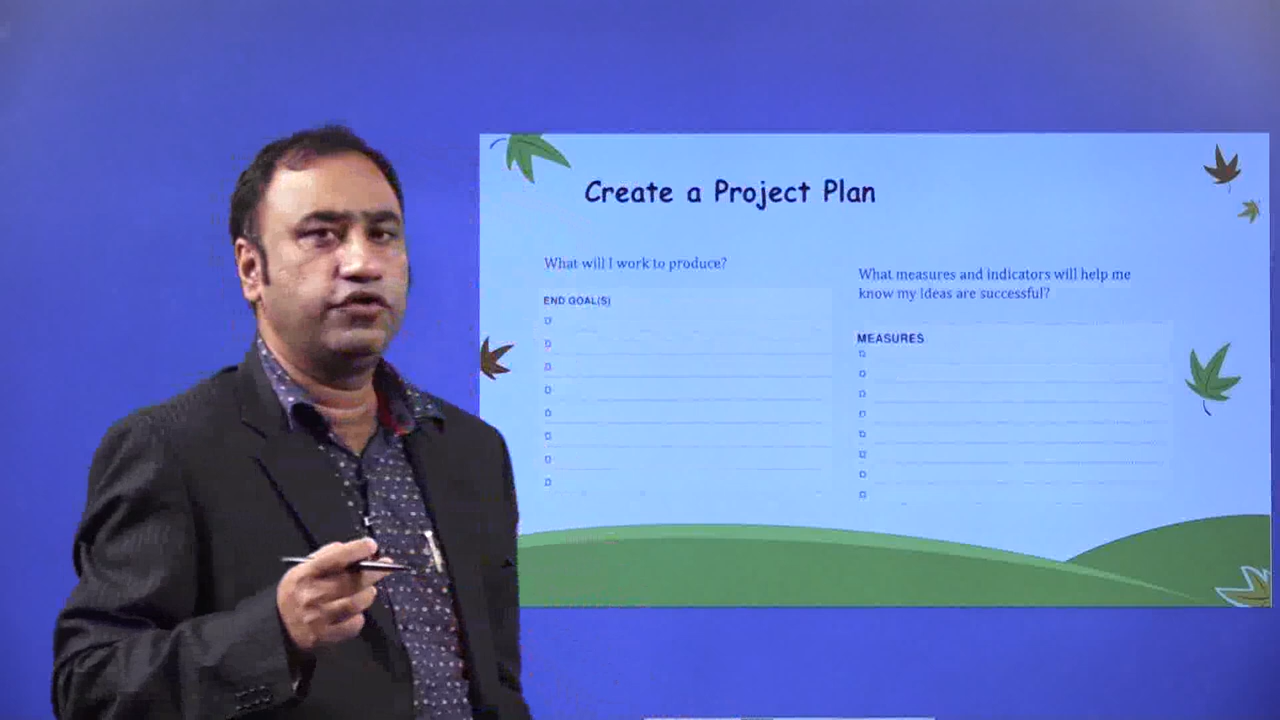 Create a Project Plan
What will I work to produce?
END GOAL(S)
What measures and indicators will help me
know my Ideas are successful?
MEASURES